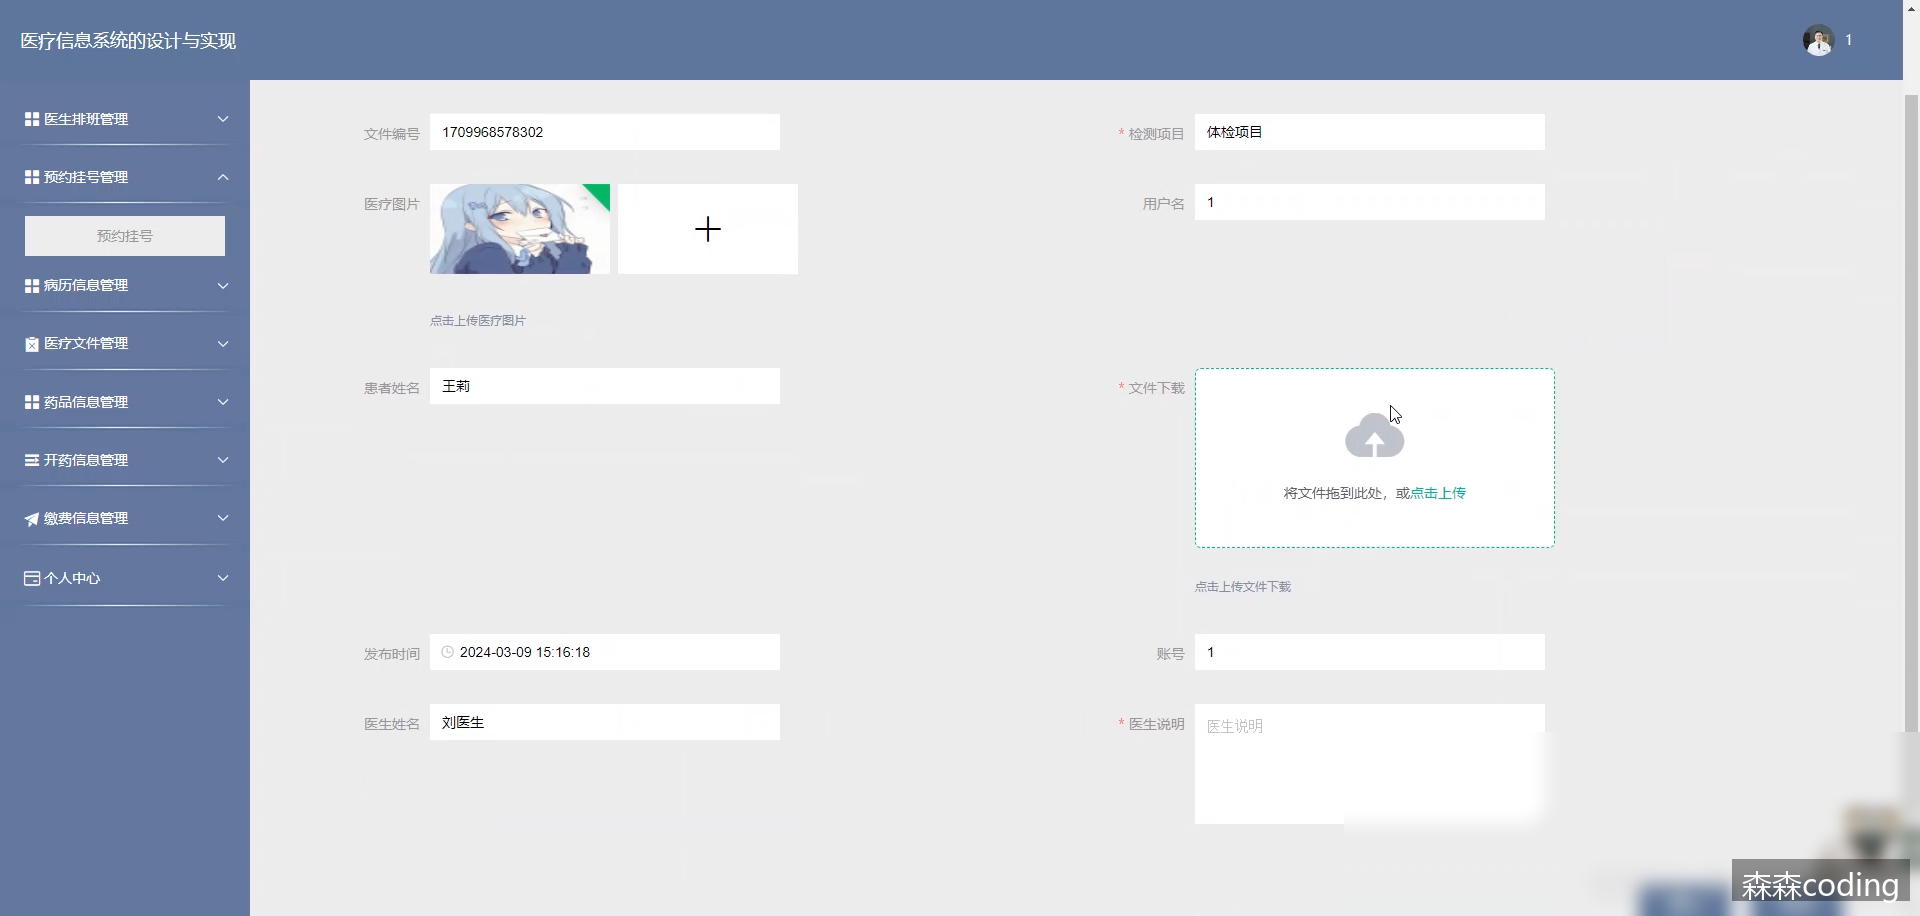 医疗信息系统的设计与实现
1
医生排班管理
预约挂号管理
预约挂号
病历信息管理
医疗文件管理
药品信息管理
开药信息管理
缴费信息管理
个人中心
文件编号 1709968578302
* 检测项目 体检项目
医疗图片
用户名 1
点击上传医疗图片
患者姓名 王莉
* 文件下载
将文件拖到此处，或点击上传
点击上传文件下载
发布时间 2024-03-09 15:16:18
账号 1
医生姓名 刘医生
* 医生说明 医生说明
森森coding